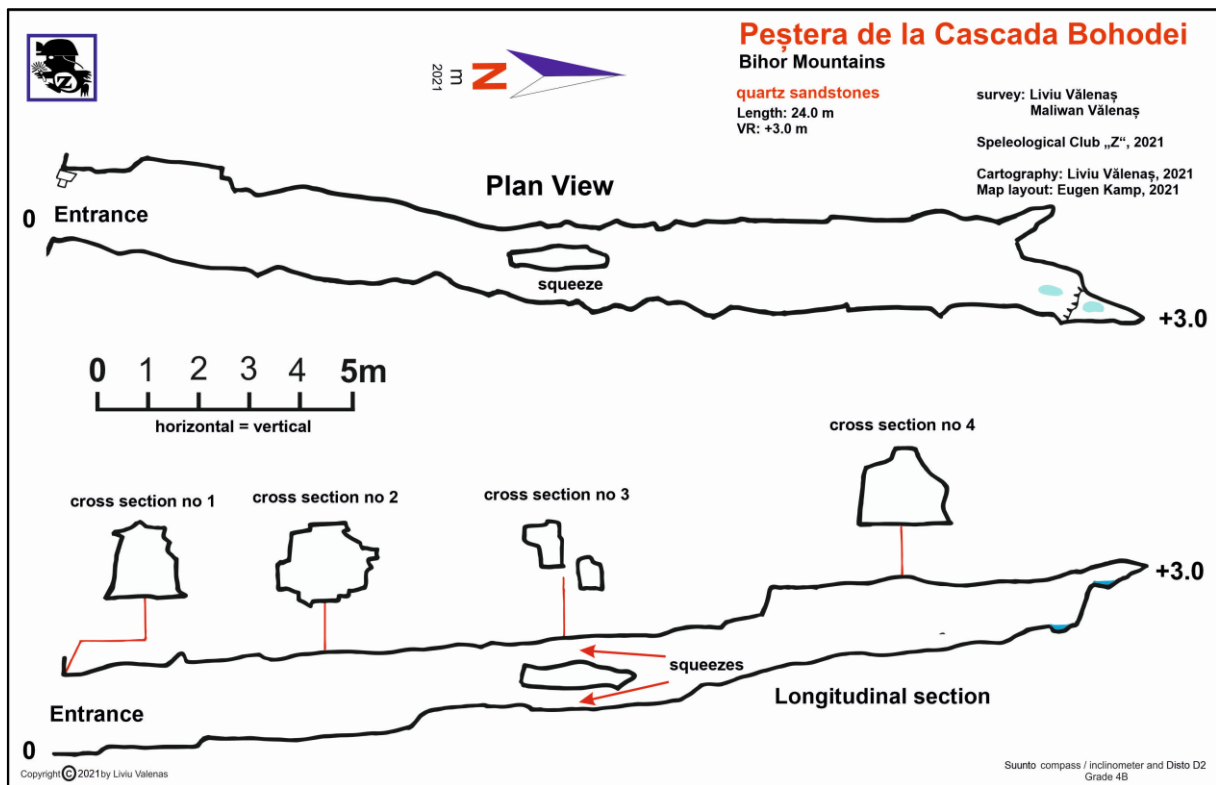 Z
N
m
2021
Peștera de la Cascada Bohodei
Bihor Mountains
quartz sandstones
Length: 24.0 m
VR: +3.0 m
survey: Liviu Vălenaș
Maliwan Vălenaș
Speleological Club „Z“, 2021
Cartography: Liviu Vălenaș, 2021
Map layout: Eugen Kamp, 2021
Plan View
0
Entrance
squeeze
+3.0
0 1 2 3 4 5m
horizontal = vertical
cross section no 4
cross section no 1
cross section no 2
cross section no 3
+3.0
squeezes
Entrance
Longitudinal section
0
Copyright © 2021 by Liviu Valenas
Suunto compass / inclinometer and Disto D2
Grade 4B